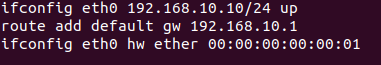 ifconfig eth0 192.168.10.10/24 up
route add default gw 192.168.10.1
ifconfig eth0 hw ether 00:00:00:00:00:01